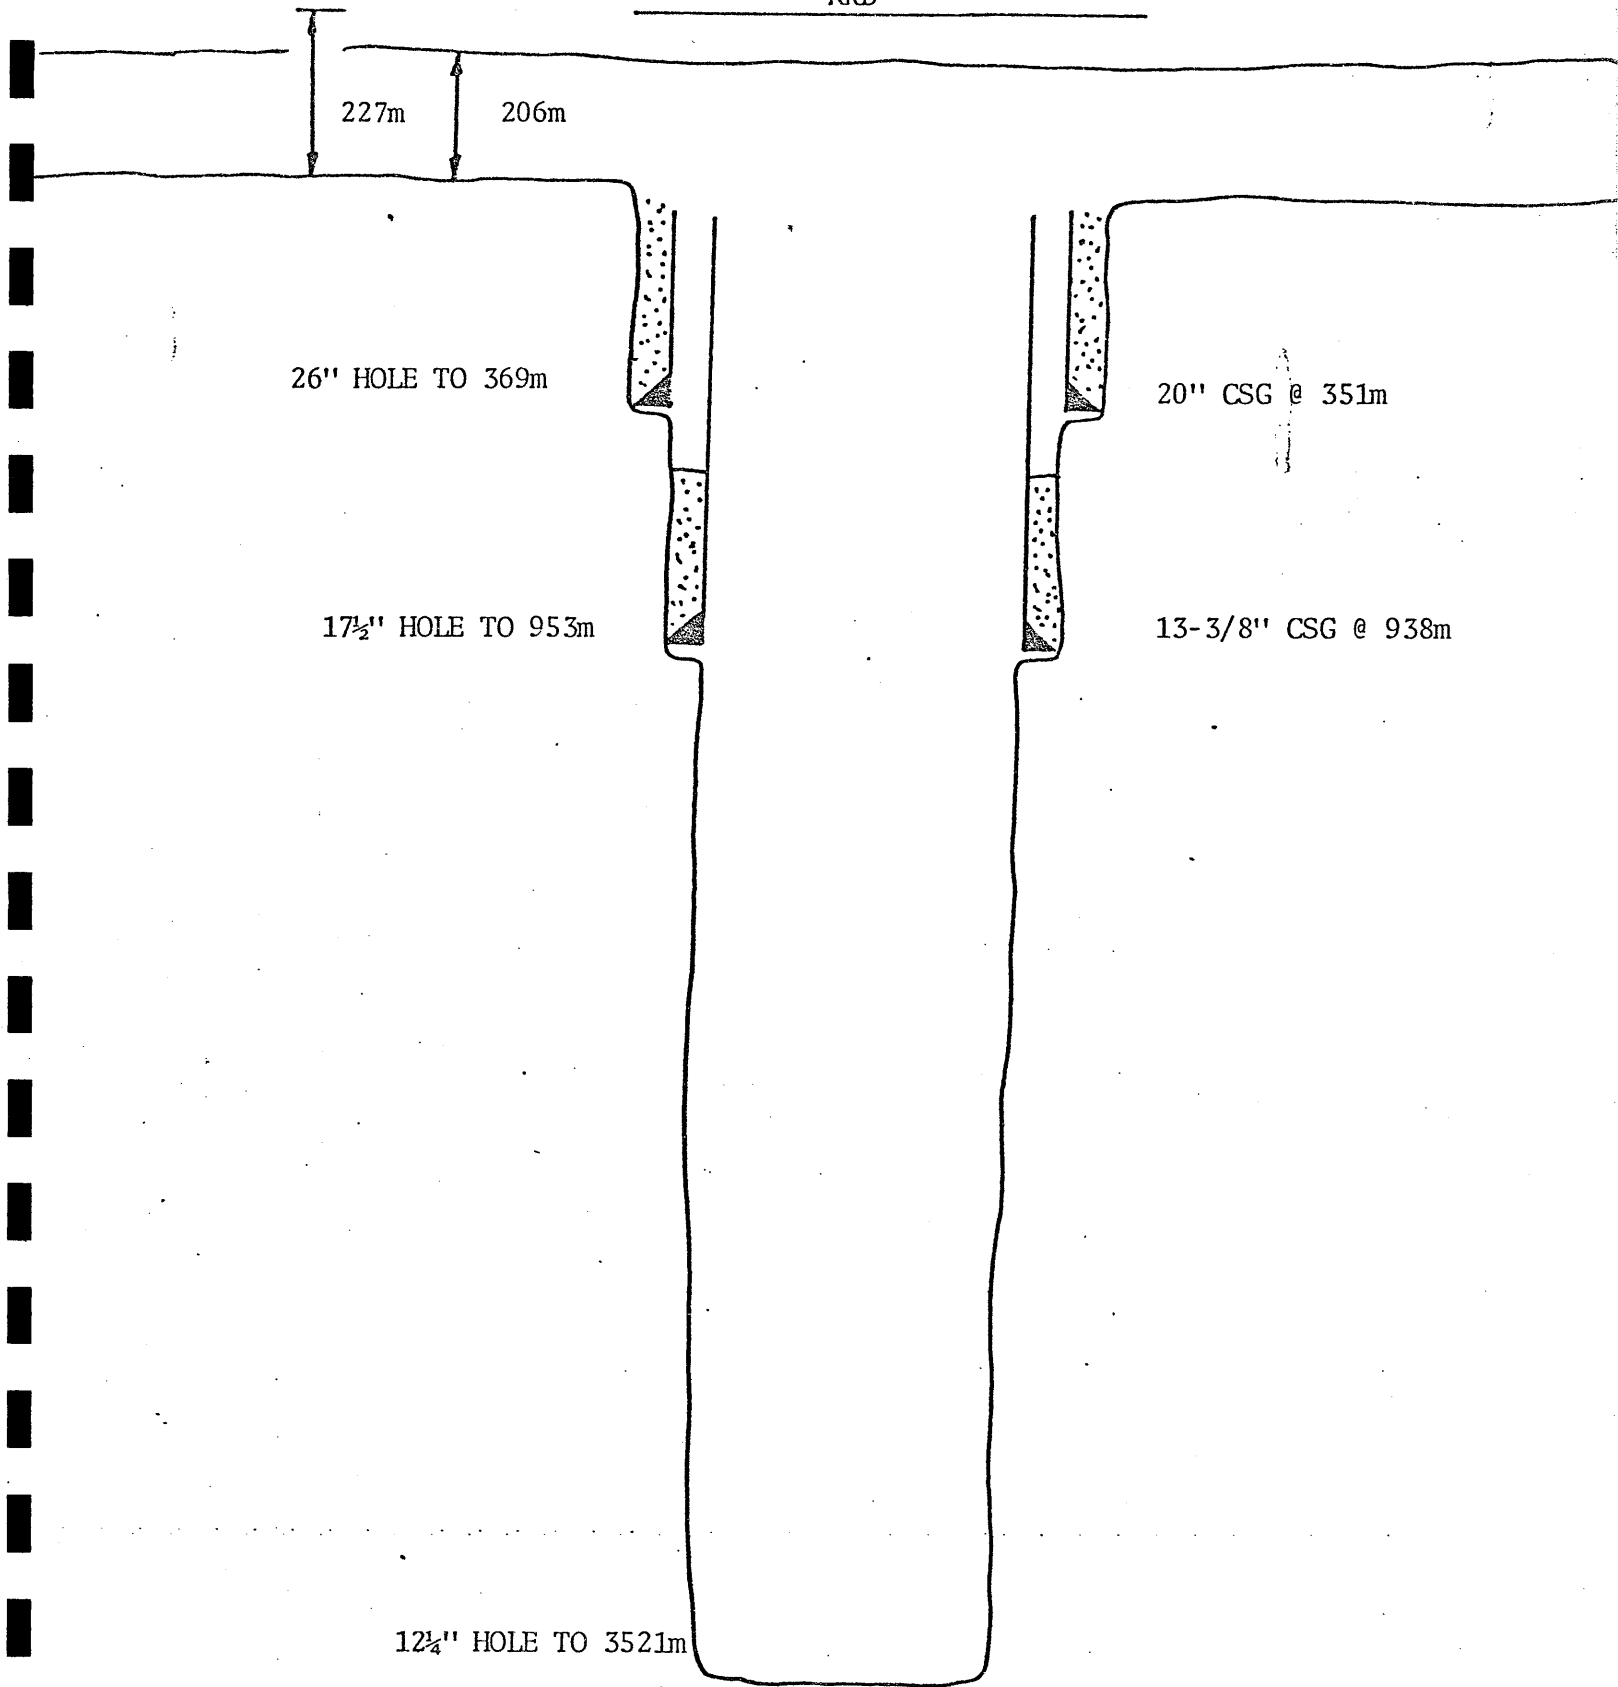 227m 206m
26" HOLE TO 369m
20" CSG @ 351m
17½" HOLE TO 953m
13-3/8" CSG @ 938m
12¼" HOLE TO 3521m